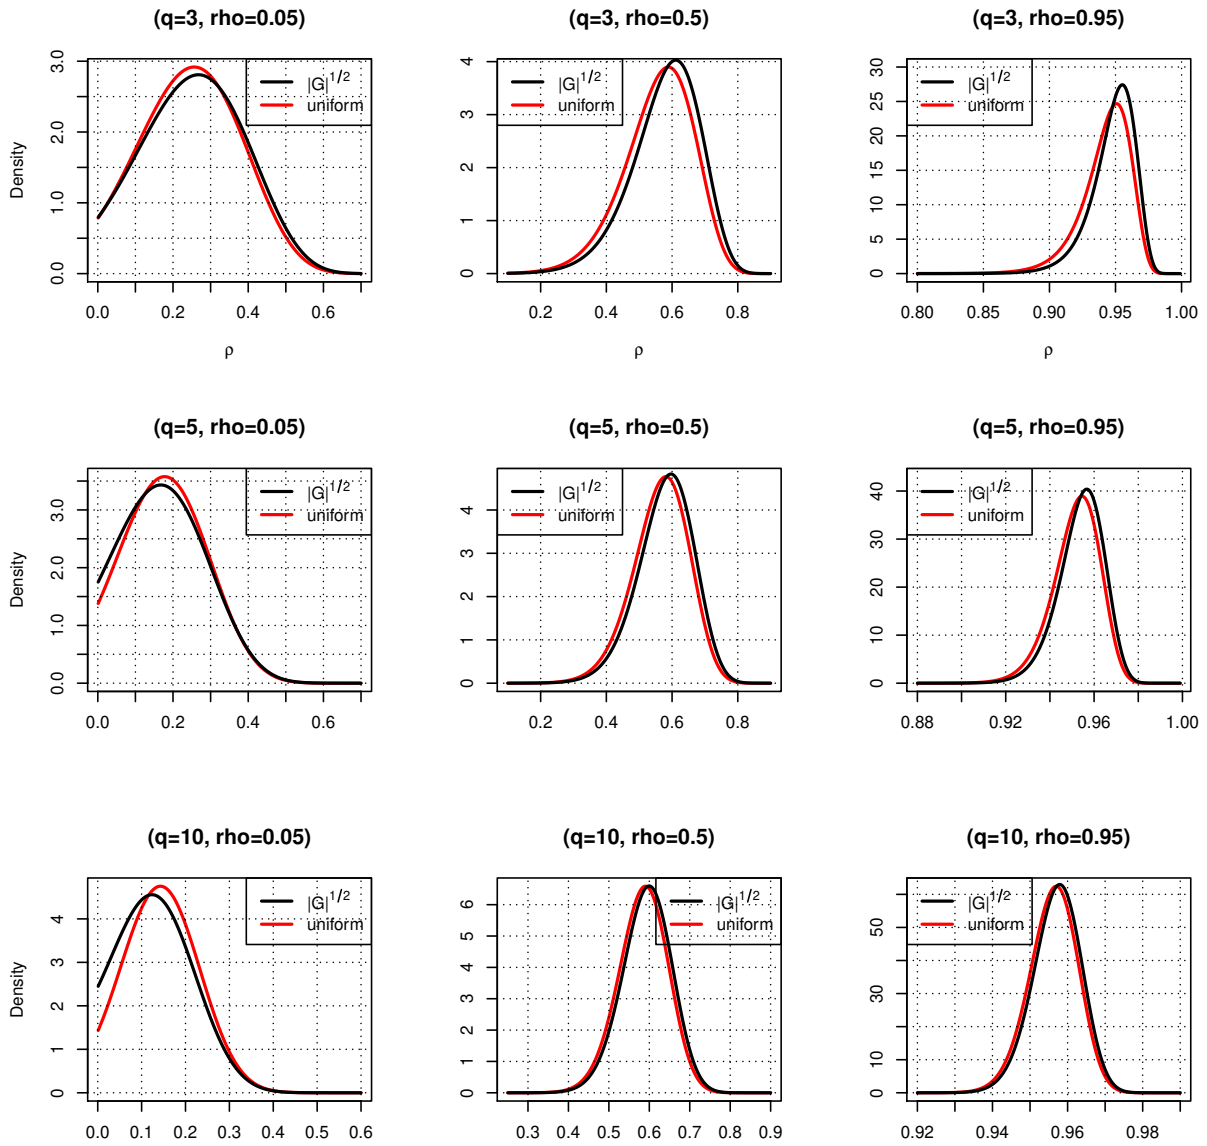 (q=3, rho=0.05)
(q=3, rho=0.5)
(q=3, rho=0.95)
Density
3.0
2.0
1.0
0.0
|G|^1/2
uniform
0.0 0.2 0.4 0.6
ρ
4
3
2
1
0
|G|^1/2
uniform
0.2 0.4 0.6 0.8
ρ
30
25
20
15
10
5
0
|G|^1/2
uniform
0.80 0.85 0.90 0.95 1.00
ρ
(q=5, rho=0.05)
(q=5, rho=0.5)
(q=5, rho=0.95)
Density
3.0
2.0
1.0
0.0
|G|^1/2
uniform
0.0 0.2 0.4 0.6
4
3
2
1
0
|G|^1/2
uniform
0.2 0.4 0.6 0.8
40
30
20
10
0
|G|^1/2
uniform
0.88 0.92 0.96 1.00
(q=10, rho=0.05)
(q=10, rho=0.5)
(q=10, rho=0.95)
Density
4
3
2
1
0
|G|^1/2
uniform
0.0 0.1 0.2 0.3 0.4 0.5 0.6
6
5
4
3
2
1
0
|G|^1/2
uniform
0.3 0.4 0.5 0.6 0.7 0.8 0.9
50
30
10
0
|G|^1/2
uniform
0.92 0.94 0.96 0.98